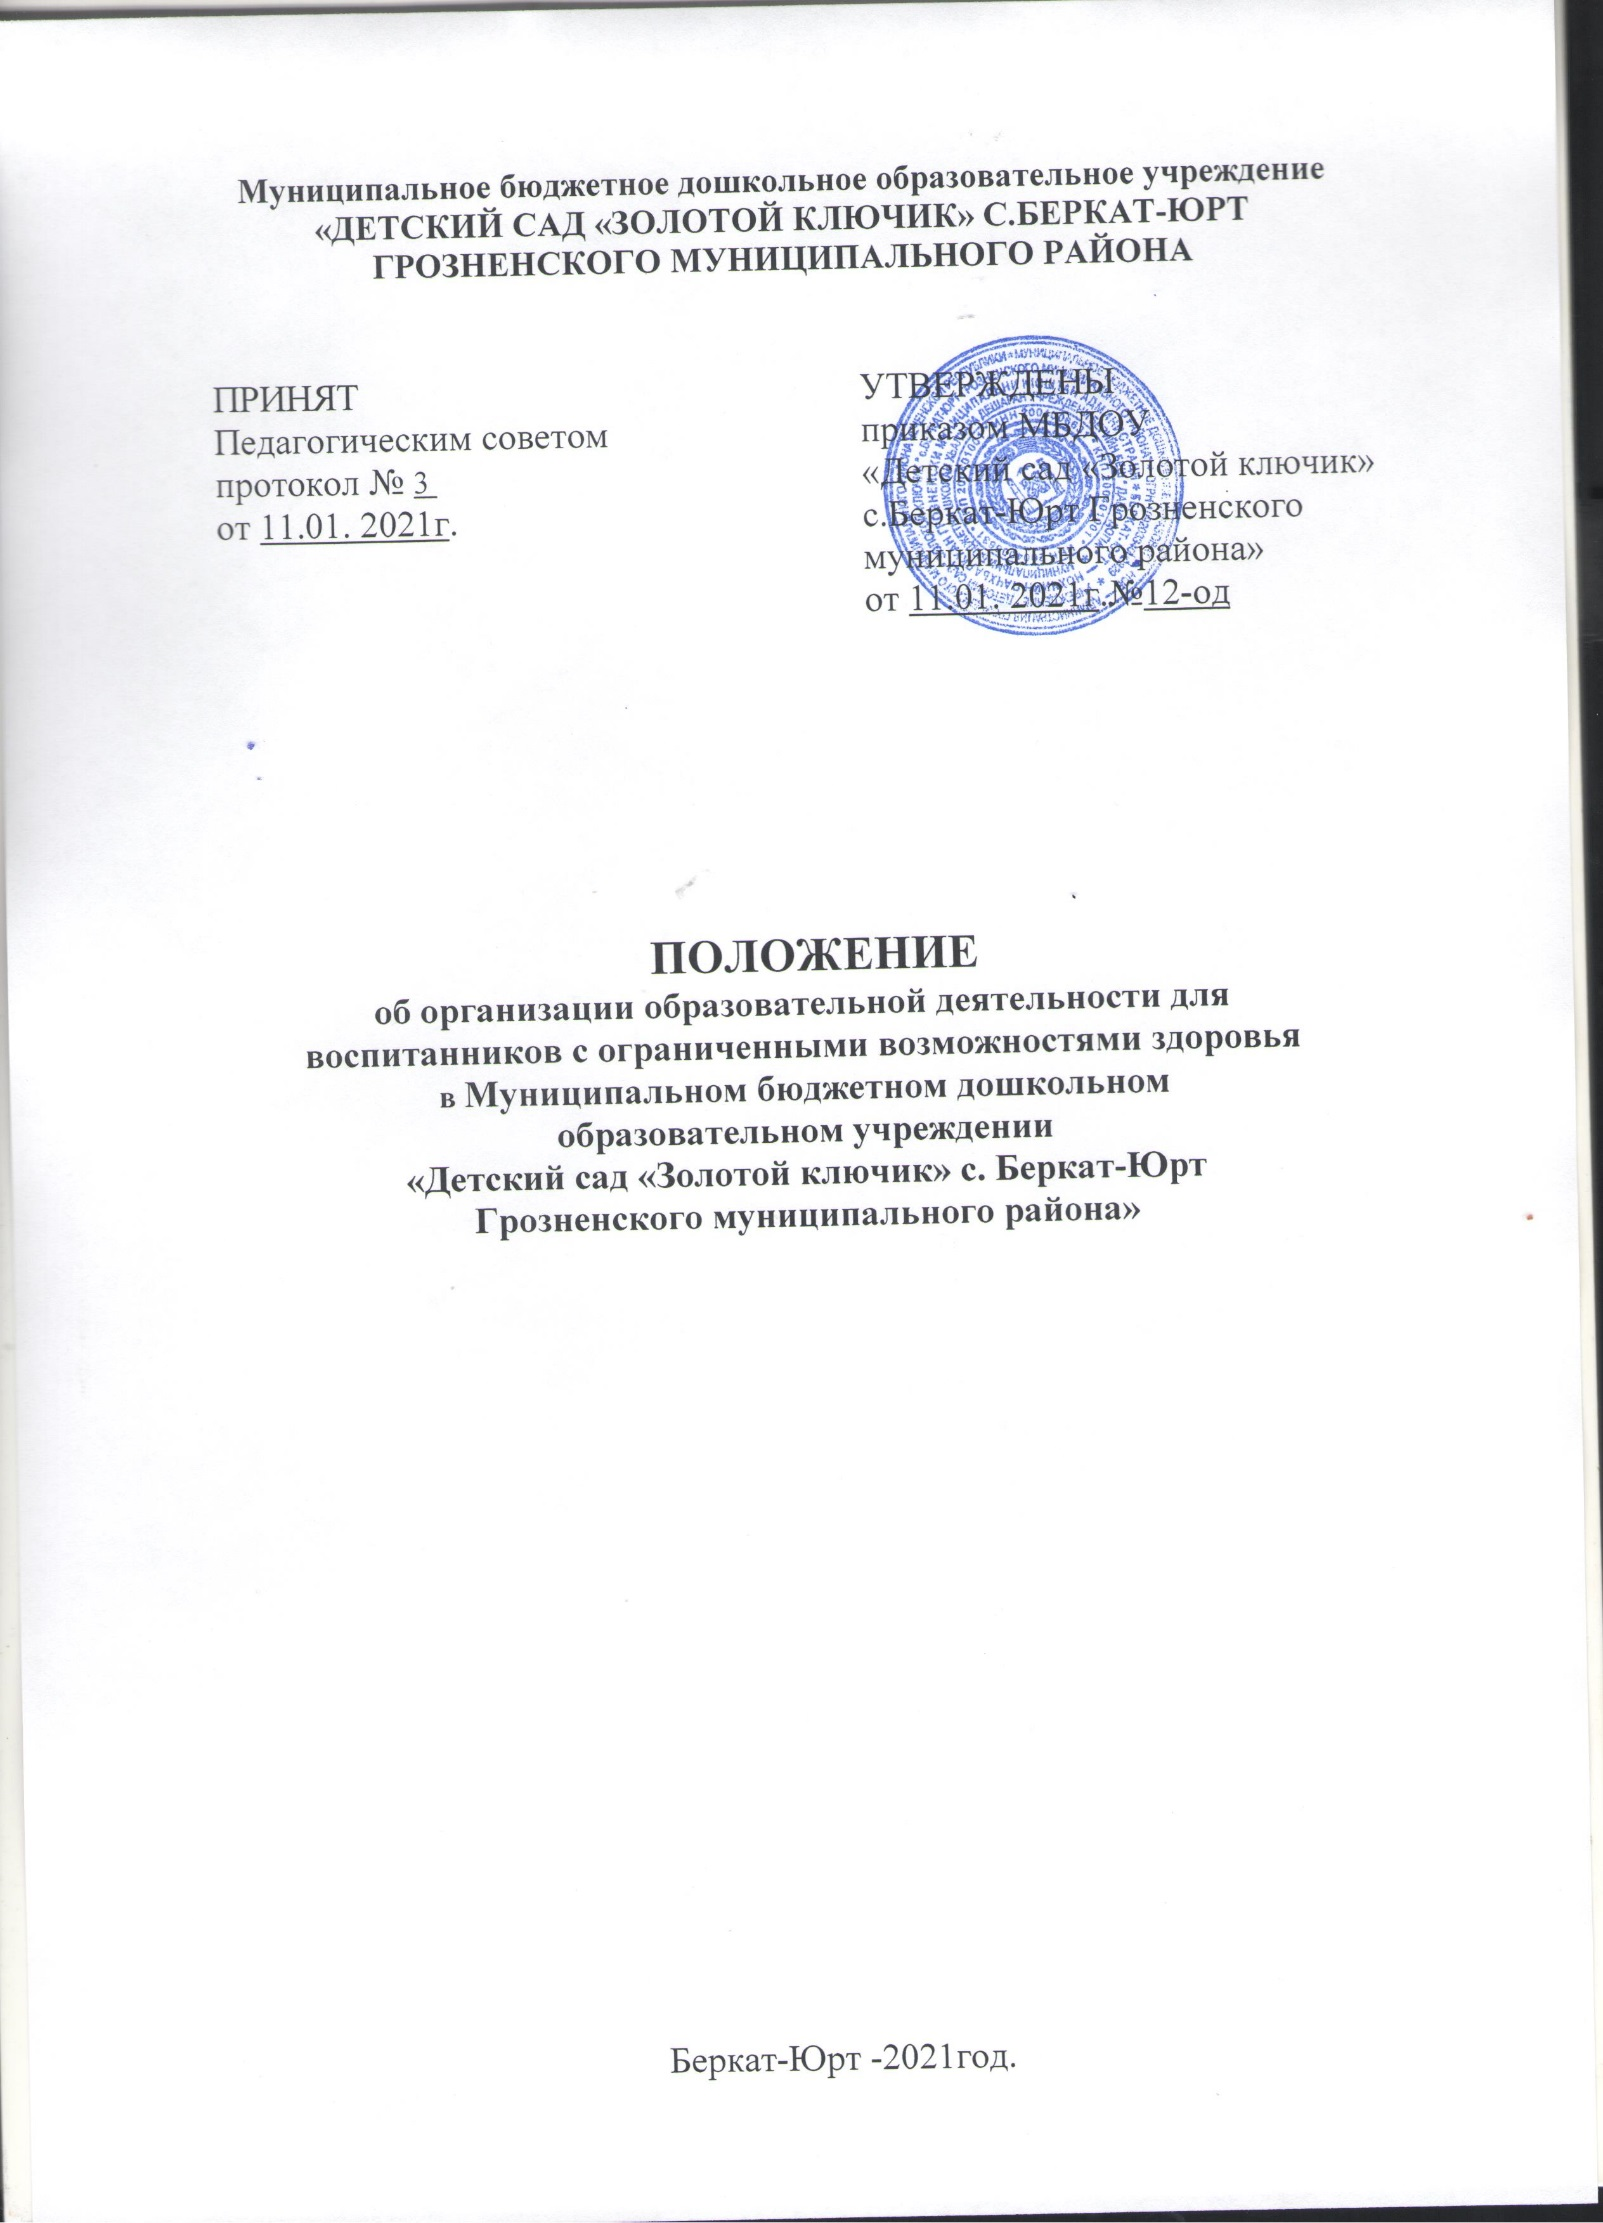 Муниципальное бюджетное дошкольное образовательное учреждение
«ДЕТСКИЙ САД «ЗОЛОТОЙ КЛЮЧИК» С.БЕРКАТ-ЮРТ
ГРОЗНЕНСКОГО МУНИЦИПАЛЬНОГО РАЙОНА
ПРИНЯТ
Педагогическим советом
протокол № 3
от 11.01. 2021г.
УТВЕРЖДЕНЫ
приказом МБДОУ
«Детский сад «Золотой ключик»
с.Беркат-Юрт Грозненского
муниципального района»
от 11.01. 2021г.№12-од
ПОЛОЖЕНИЕ
об организации образовательной деятельности для
воспитанников с ограниченными возможностями здоровья
в Муниципальном бюджетном дошкольном
образовательном учреждении
«Детский сад «Золотой ключик» с. Беркат-Юрт
Грозненского муниципального района»
Беркат-Юрт -2021год.